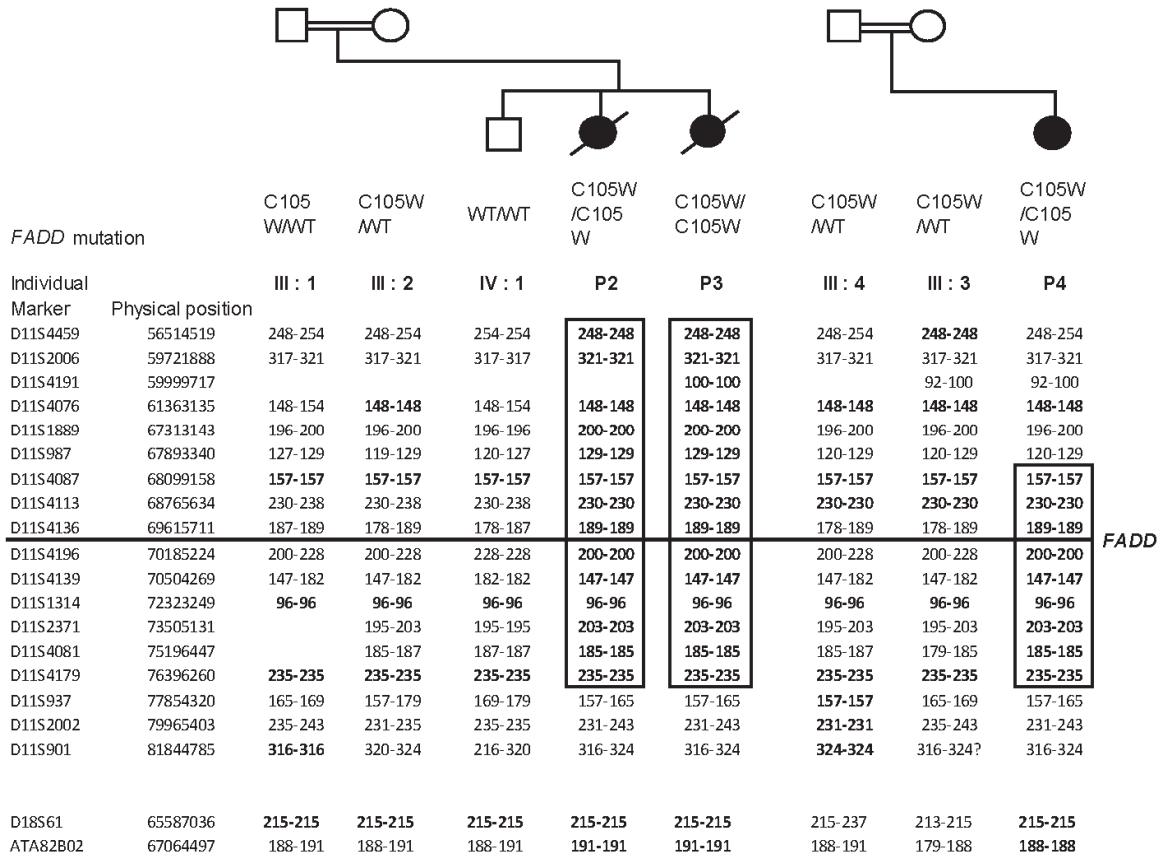 C105 C105W C105W/ C105W C105W C105W
W/WT /WT WT/WT /C105 C105W /WT /WT /C105
FADD mutation W W
Individual III : 1 III : 2 IV : 1 P2 P3 III : 4 III : 3 P4
Marker Physical position
D11S4459 56514519 248-254 248-254 254-254 248-248 248-248 248-254 248-248 248-254
D11S2006 59721888 317-321 317-321 317-317 321-321 321-321 317-321 317-321 317-321
D11S4191 59999717 100-100 92-100 92-100
D11S4076 61363135 148-154 148-148 148-154 148-148 148-148 148-148 148-148 148-148
D11S1889 67313143 196-200 196-200 196-196 200-200 200-200 196-200 196-200 196-200
D11S987 67893340 127-129 119-129 120-127 129-129 129-129 120-129 120-129 120-129
D11S4087 68099158 157-157 157-157 157-157 157-157 157-157 157-157 157-157 157-157
D11S4113 68765634 230-238 230-238 230-238 230-230 230-230 230-230 230-230 230-230
D11S4136 69615711 187-189 178-189 178-187 189-189 189-189 178-189 178-189 189-189
FADD
D11S4196 70185224 200-228 200-228 228-228 200-200 200-200 200-228 200-228 200-200
D11S4139 70504269 147-182 147-182 182-182 147-147 147-147 147-182 147-182 147-147
D11S1314 72323249 96-96 96-96 96-96 96-96 96-96 96-96 96-96 96-96
D11S2371 73505131 195-203 195-195 203-203 203-203 195-203 195-203 203-203
D11S4081 75196447 185-187 187-187 185-185 185-185 185-187 179-185 185-185
D11S4179 76396260 235-235 235-235 235-235 235-235 235-235 235-235 235-235 235-235
D11S937 77854320 165-169 157-179 169-179 157-165 157-165 157-157 165-169 157-165
D11S2002 79965403 235-243 231-235 235-235 231-243 231-243 231-231 235-243 231-243
D11S901 81844785 316-316 320-324 216-320 316-324 316-324 324-324 316-324? 316-324
D18S61 65587036 215-215 215-215 215-215 215-215 215-215 215-237 213-215 215-215
ATA82B02 67064497 188-191 188-191 188-191 191-191 191-191 188-191 179-188 188-188